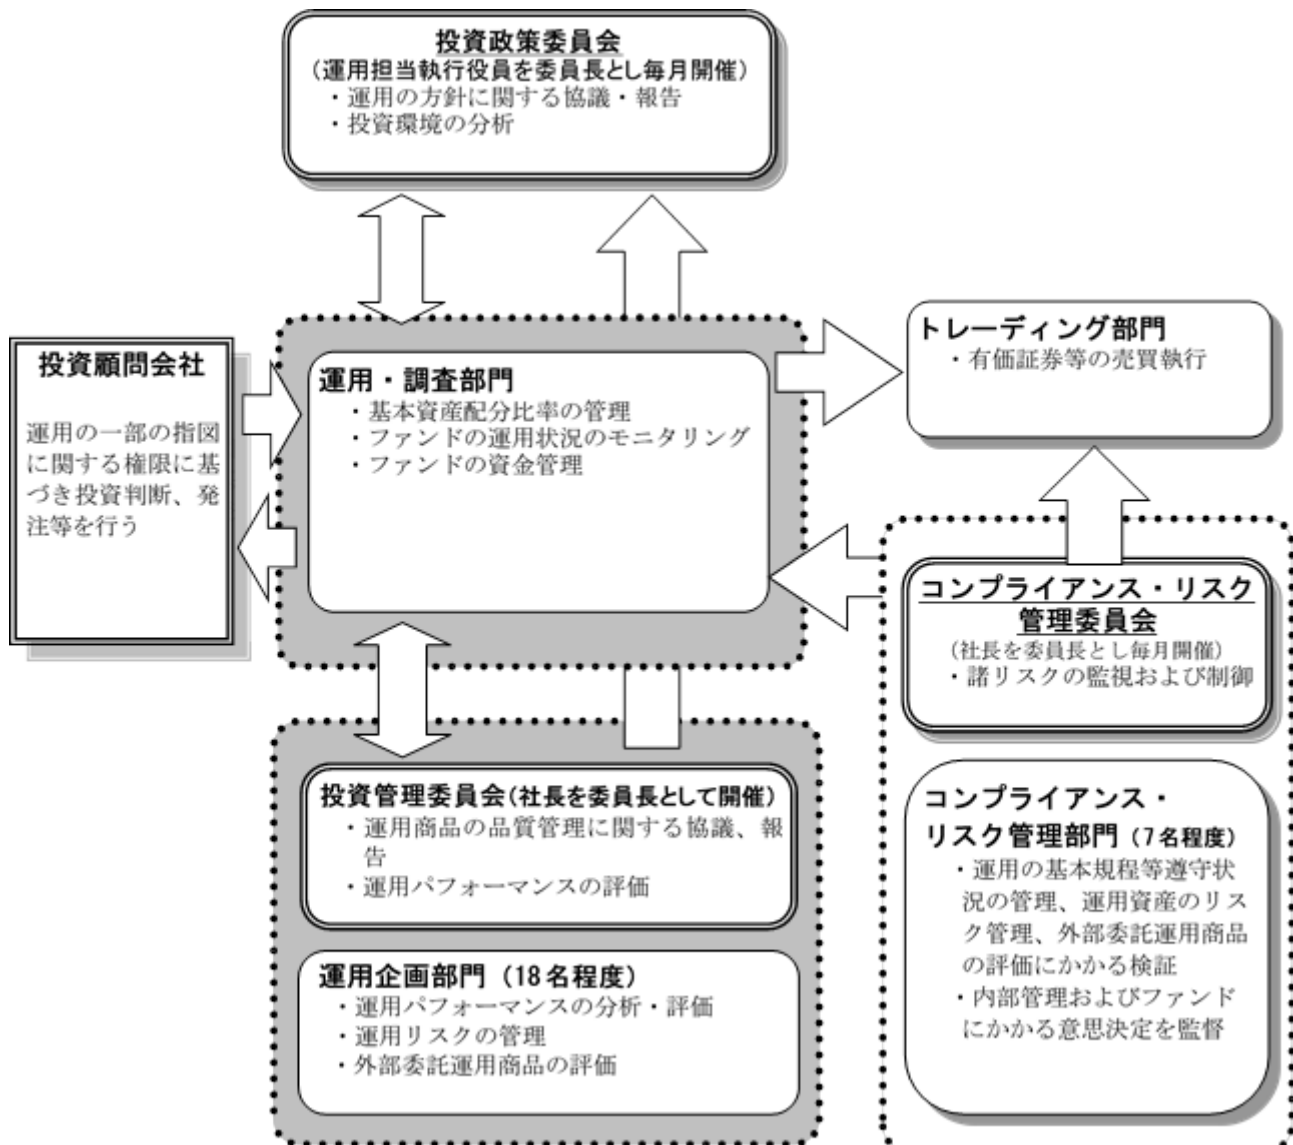 投資政策委員会
(運用担当執行役員を委員長とし毎月開催)
・運用の方針に関する協議・報告
・投資環境の分析
投資顧問会社
運用の一部の指図
に関する権限に基
づき投資判断、発
注等を行う
運用・調査部門
・基本資産配分比率の管理
・ファンドの運用状況のモニタリング
・ファンドの資金管理
トレーディング部門
・有価証券等の売買執行
コンプライアンス・リスク
管理委員会
(社長を委員長とし毎月開催)
・諸リスクの監視および制御
投資管理委員会(社長を委員長として開催)
・運用商品の品質管理に関する協議、報
告
・運用パフォーマンスの評価
運用企画部門(18名程度)
・運用パフォーマンスの分析・評価
・運用リスクの管理
・外部委託運用商品の評価
コンプライアンス・
リスク管理部門(7名程度)
・運用の基本規程等遵守状
況の管理、運用資産のリス
ク管理、外部委託運用商品
の評価にかかる検証
・内部管理およびファンド
にかかる意思決定を監督